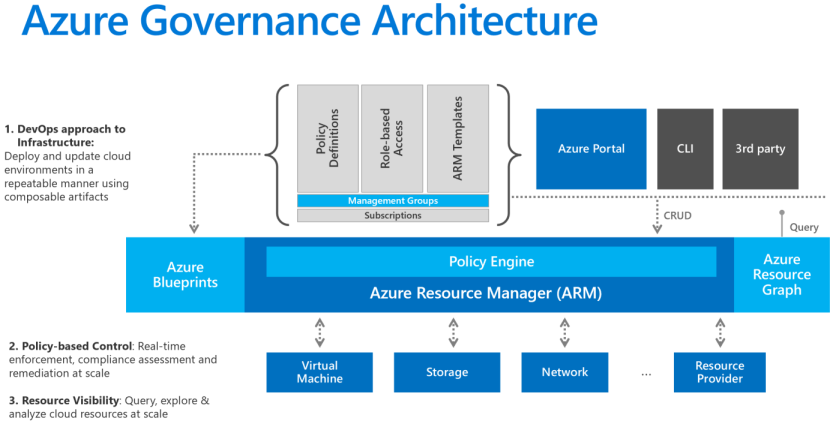 Azure Governance Architecture
1. DevOps approach to
Infrastructure:
Deploy and update cloud
environments in a
repeatable manner using
composable artifacts
Policy
Definitions
Role-based
Access
ARM Templates
Management Groups
Subscriptions
Azure Portal
CLI
3rd party
CRUD
Query
Azure
Blueprints
Policy Engine
Azure Resource Manager (ARM)
Azure
Resource
Graph
2. Policy-based Control: Real-time
enforcement, compliance assessment and
remediation at scale
3. Resource Visibility: Query, explore &
analyze cloud resources at scale
Virtual
Machine
Storage
Network
...
Resource
Provider